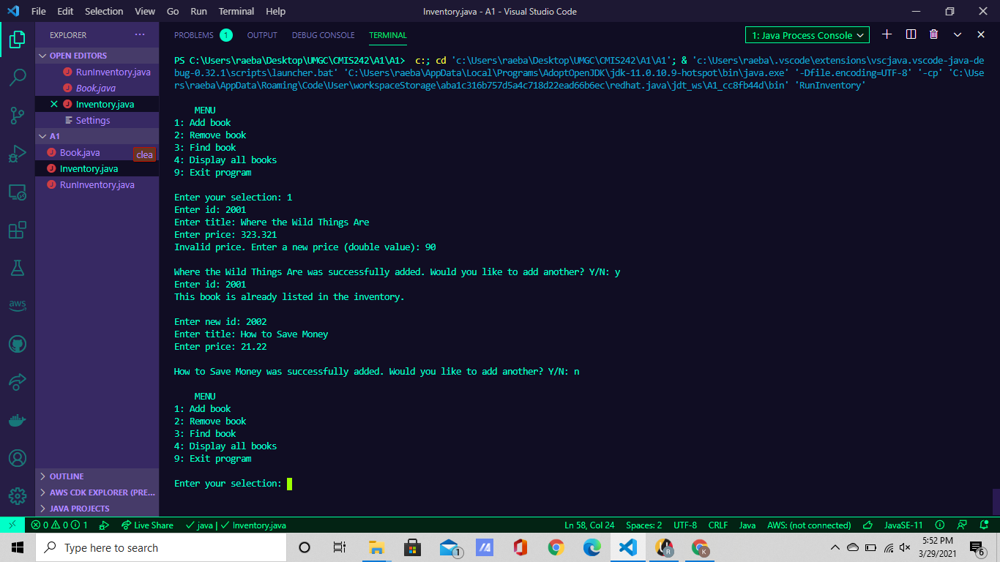 File Edit Selection View Go Run Terminal Help
Inventory.java - A1 - Visual Studio Code
EXPLORER
OPEN EDITORS
RunInventory.java
Book.java
Inventory.java
Settings
A1
Book.java
clea
Inventory.java
RunInventory.java
OUTLINE
AWS CDK EXPLORER (PRE...
JAVA PROJECTS
aws
PROBLEMS 1 OUTPUT DEBUG CONSOLE TERMINAL
1: Java Process Console
PS C:\Users\raeba\Desktop\UMGC\CMIS242\A1\A1>  c:; cd 'c:\Users\raeba\Desktop\UMGC\CMIS242\A1\A1'; & 'c:\Users\raeba\.vscode\extensions\vscjava.vscode-java-de
bug-0.32.1\scripts\launcher.bat' 'C:\Users\raeba\AppData\Local\Programs\AdoptOpenJDK\jdk-11.0.10.9-hotspot\bin\java.exe' '-Dfile.encoding=UTF-8' '-cp' 'C:\Use
rs\raeba\AppData\Roaming\Code\User\workspaceStorage\aba1c316b757d5a4c718d22ead66b6ec\redhat.java\jdt_ws\A1_cc8fb44d\bin' 'RunInventory'
MENU
1: Add book
2: Remove book
3: Find book
4: Display all books
9: Exit program
Enter your selection: 1
Enter id: 2001
Enter title: Where the Wild Things Are
Enter price: 323.321
Invalid price. Enter a new price (double value): 90
Where the Wild Things Are was successfully added. Would you like to add another? Y/N: y
Enter id: 2001
This book is already listed in the inventory.
Enter new id: 2002
Enter title: How to Save Money
Enter price: 21.22
How to Save Money was successfully added. Would you like to add another? Y/N: n
MENU
1: Add book
2: Remove book
3: Find book
4: Display all books
9: Exit program
Enter your selection:
0 0 1 Live Share java | Inventory.java
Ln 58, Col 24 Spaces: 2 UTF-8 CRLF Java AWS: (not connected) JavaSE-11
Type here to search
1
R
K
5:52 PM
3/29/2021
6